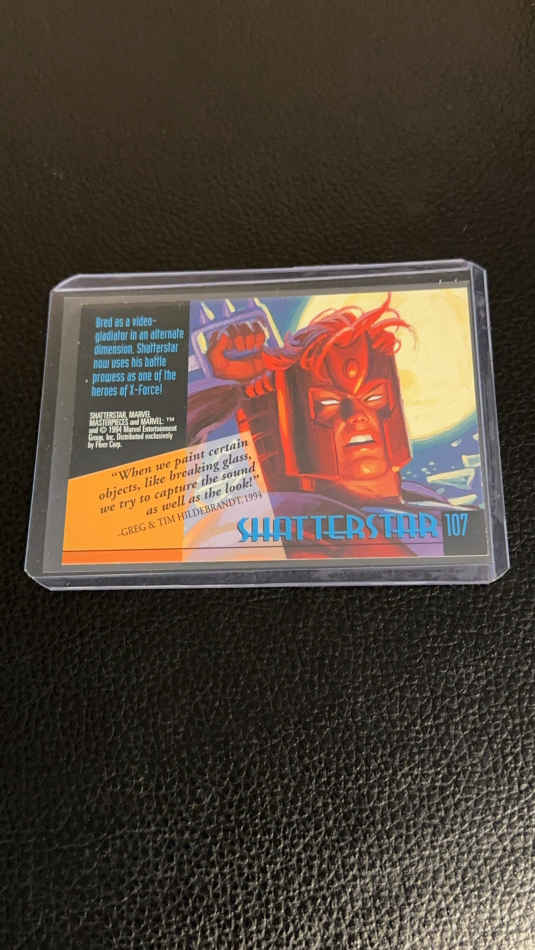 Bred as a video-
gladiator in an alternate
dimension, Shatterstar
now uses his battle
prowess as one of the
heroes of X-Force!
SHATTERSTAR, MARVEL
MASTERPIECES and MARVEL: ™
and © 1994 Marvel Entertainment
Group, Inc. Distributed exclusively
by Fleer Corp.
"When we paint certain
objects, like breaking glass,
we try to capture the sound
as well as the look!"
-GREG & TIM HILDEBRANDT, 1994
SHATTERSTAR 107